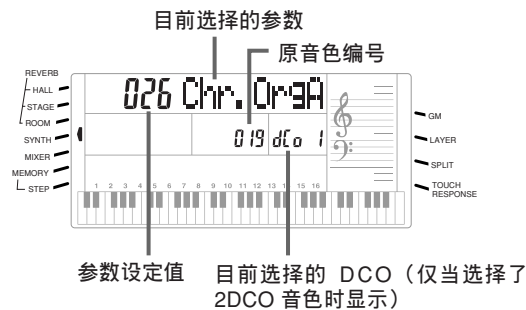 目前选择的参数
原音色编号
REVERB
HALL
STAGE
ROOM
SYNTH
MIXER
MEMORY
STEP
026 Chr. OrgA
019 dCo 1
GM
LAYER
SPLIT
TOUCH
RESPONSE
1 2 3 4 5 6 7 8 9 10 11 12 13 14 15 16
参数设定值
目前选择的 DCO（仅当选择了
2DCO 音色时显示）